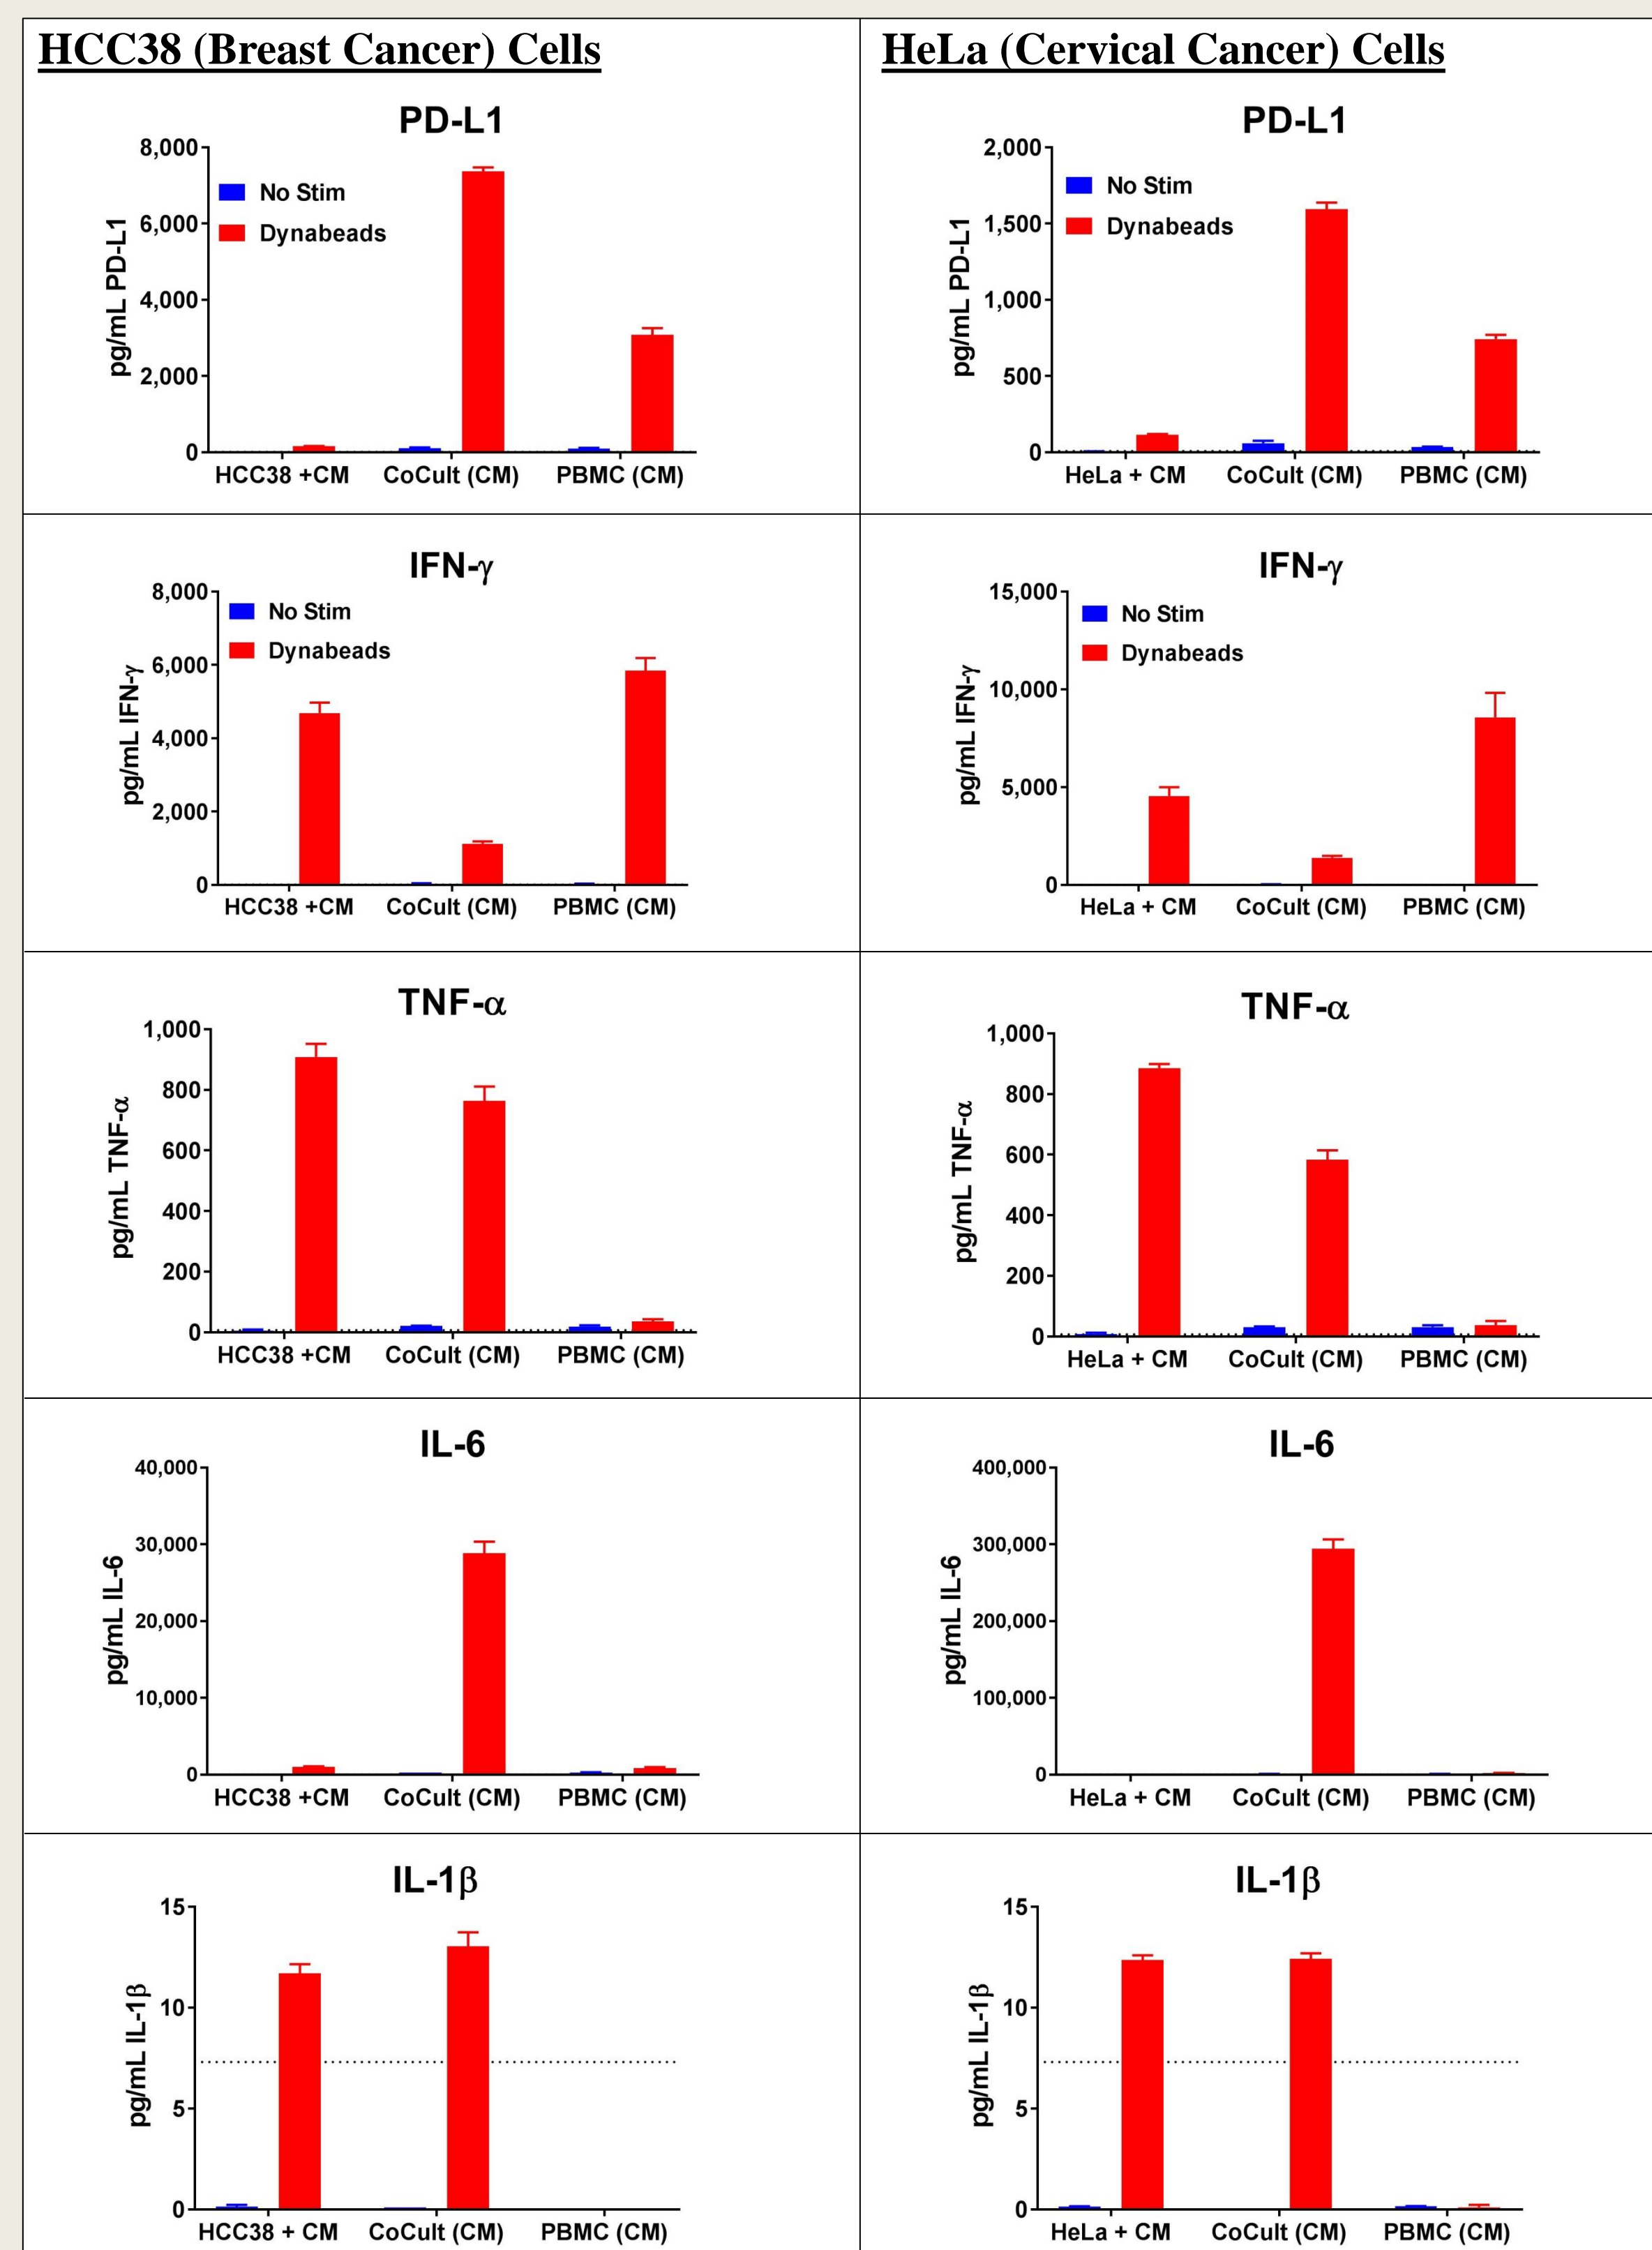 HCC38 (Breast Cancer) Cells
PD-L1
8,000
6,000
4,000
2,000
0
pg/mL PD-L1
No Stim
Dynabeads
HCC38 +CM CoCult (CM) PBMC (CM)
HeLa (Cervical Cancer) Cells
PD-L1
2,000
1,500
1,000
500
0
pg/mL PD-L1
No Stim
Dynabeads
HeLa + CM CoCult (CM) PBMC (CM)
IFN-γ
8,000
6,000
4,000
2,000
0
pg/mL IFN-γ
No Stim
Dynabeads
HCC38 +CM CoCult (CM) PBMC (CM)
IFN-γ
15,000
10,000
5,000
0
pg/mL IFN-γ
No Stim
Dynabeads
HeLa + CM CoCult (CM) PBMC (CM)
TNF-α
1,000
800
600
400
200
0
pg/mL TNF-α
HCC38 +CM CoCult (CM) PBMC (CM)
TNF-α
1,000
800
600
400
200
0
pg/mL TNF-α
HeLa + CM CoCult (CM) PBMC (CM)
IL-6
40,000
30,000
20,000
10,000
0
pg/mL IL-6
HCC38 +CM CoCult (CM) PBMC (CM)
IL-6
400,000
300,000
200,000
100,000
0
pg/mL IL-6
HeLa + CM CoCult (CM) PBMC (CM)
IL-1β
15
10
5
0
pg/mL IL-1β
HCC38 + CM CoCult (CM) PBMC (CM)
IL-1β
15
10
5
0
pg/mL IL-1β
HeLa + CM CoCult (CM) PBMC (CM)